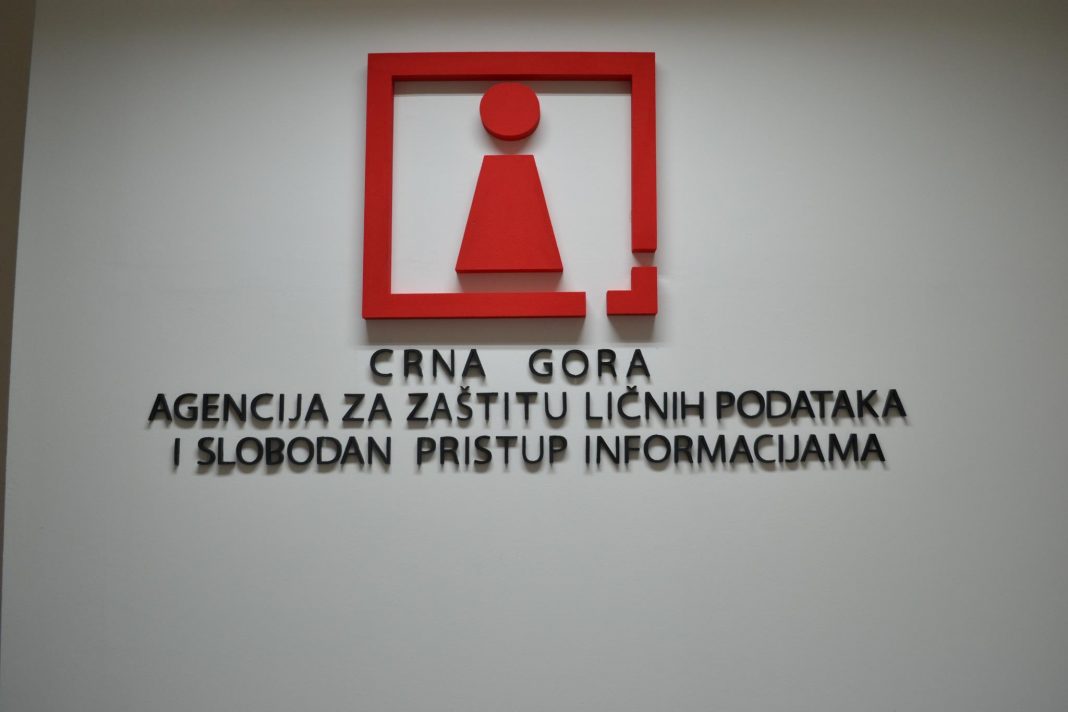 CRNA GORA
AGENCIJA ZA ZAŠTITU LIČNIH PODATAKA
I SLOBODAN PRISTUP INFORMACIJAMA